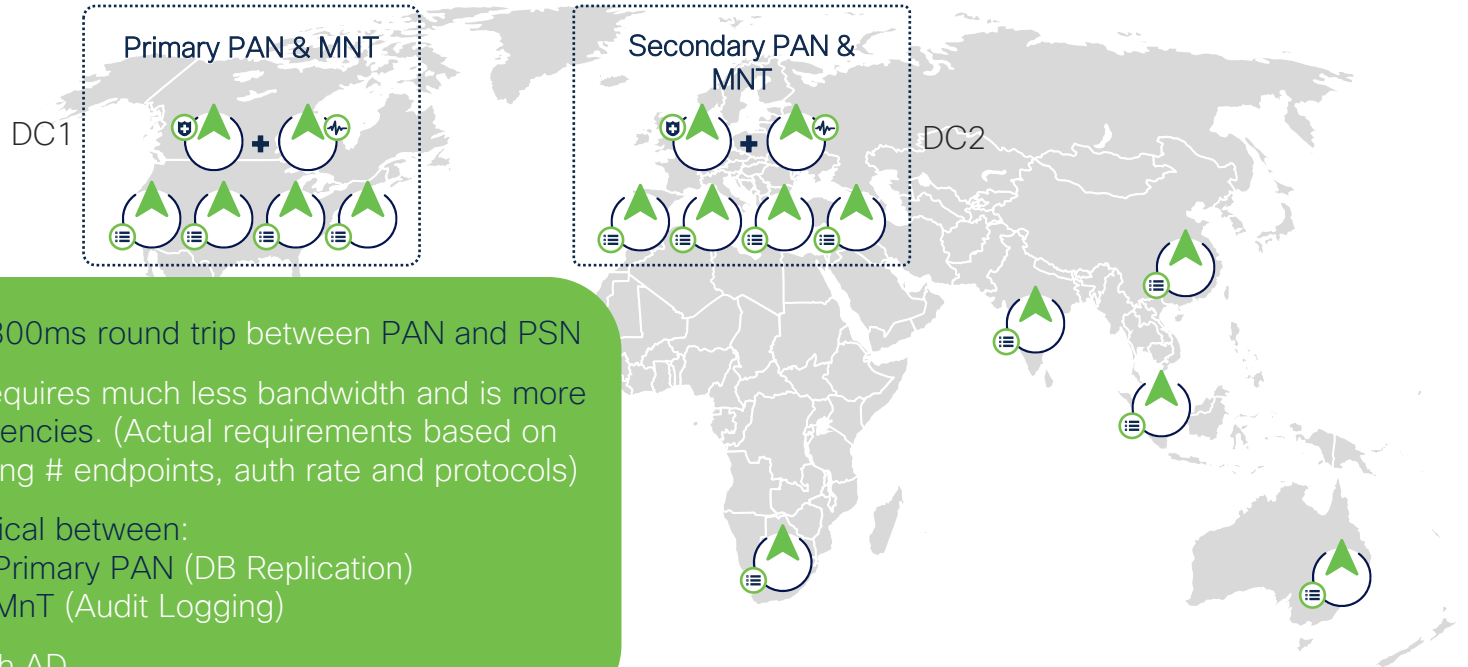 Primary PAN & MNT
Secondary PAN &
MNT
DC1
DC2
300ms round trip between PAN and PSN
equires much less bandwidth and is more
encies. (Actual requirements based on
ng # endpoints, auth rate and protocols)
ical between:
Primary PAN (DB Replication)
MnT (Audit Logging)
h AD